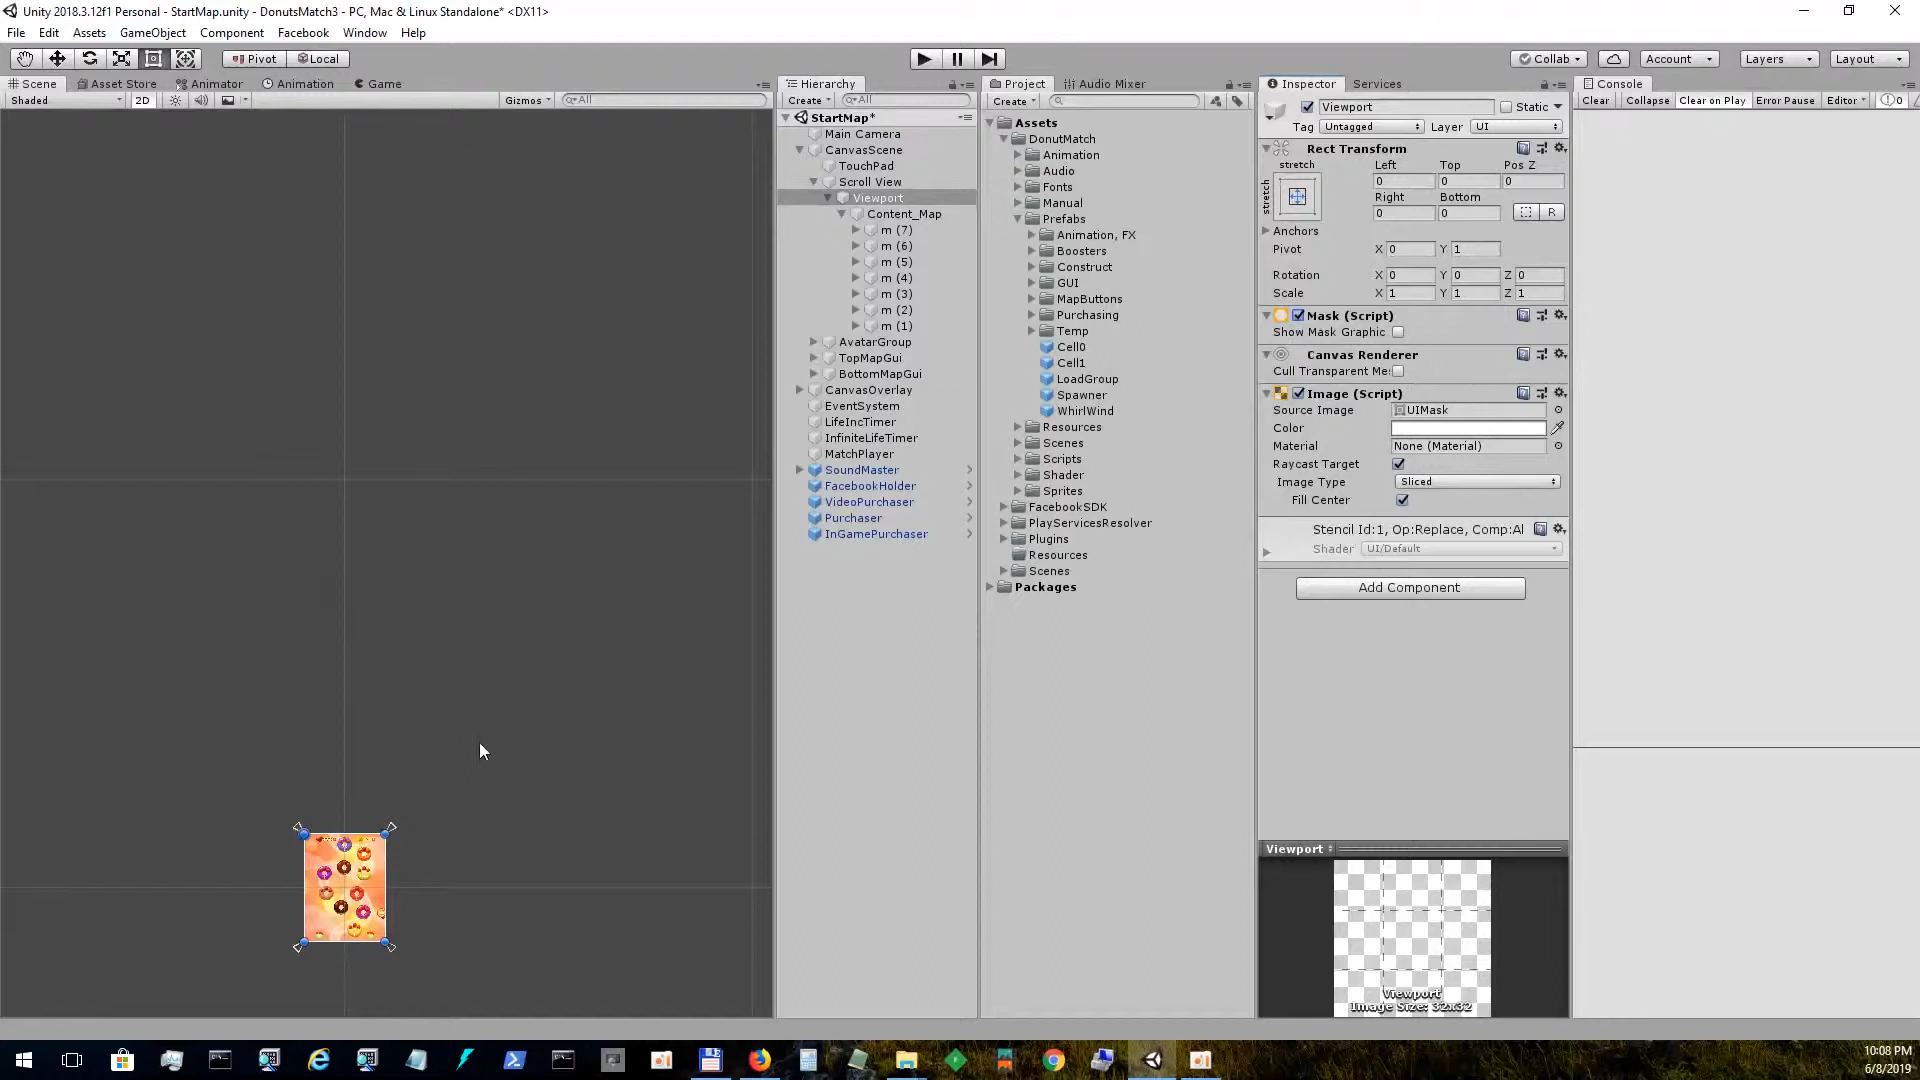 Unity 2018.3.12f1 Personal - StartMap.unity - DonutsMatch3 - PC, Mac & Linux Standalone* <DX11>
File Edit Assets GameObject Component Facebook Window Help
Pivot Local Collab Account Layers Layout
Scene Asset Store Animator Animation Game
Shaded 2D Gizmos All
Hierarchy
Create All
StartMap*
Main Camera
CanvasScene
TouchPad
Scroll View
Viewport
Content_Map
m (7)
m (6)
m (5)
m (4)
m (3)
m (2)
m (1)
AvatarGroup
TopMapGui
BottomMapGui
CanvasOverlay
EventSystem
LifeIncTimer
InfiniteLifeTimer
MatchPlayer
SoundMaster
FacebookHolder
VideoPurchaser
Purchaser
InGamePurchaser
Project Audio Mixer
Create
Assets
DonutMatch
Animation
Audio
Fonts
Manual
Prefabs
Animation, FX
Boosters
Construct
GUI
MapButtons
Purchasing
Temp
Cell0
Cell1
LoadGroup
Spawner
WhirlWind
Resources
Scenes
Scripts
Shader
Sprites
FacebookSDK
PlayServicesResolver
Plugins
Resources
Scenes
Packages
Inspector Services
Viewport Static
Tag Untagged Layer UI
Rect Transform
stretch Left Top Pos Z
stretch 0 0 0
Right Bottom
0 0 R
Anchors
Pivot X 0 Y 1
Rotation X 0 Y 0 Z 0
Scale X 1 Y 1 Z 1
Mask (Script)
Show Mask Graphic
Canvas Renderer
Cull Transparent Me:
Image (Script)
Source Image UIMask
Color
Material None (Material)
Raycast Target
Image Type Sliced
Fill Center
Stencil Id:1, Op:Replace, Comp:Al
Shader UI/Default
Add Component
Viewport
Viewport
Image Size: 32x32
Console
Clear Collapse Clear on Play Error Pause Editor 0
10:08 PM
6/8/2019